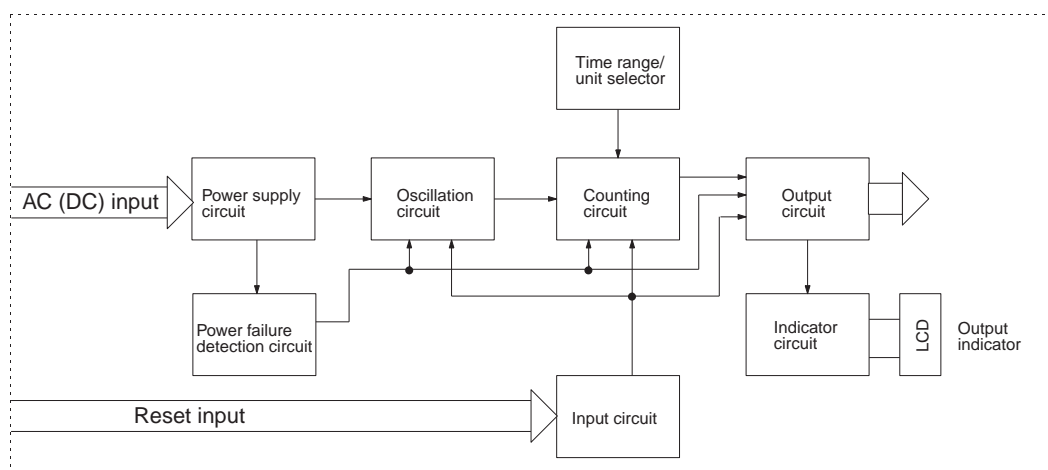 Time range/
unit selector
AC (DC) input
Power supply
circuit
Oscillation
circuit
Counting
circuit
Output
circuit
Power failure
detection circuit
Indicator
circuit
LCD
Output
indicator
Reset input
Input circuit